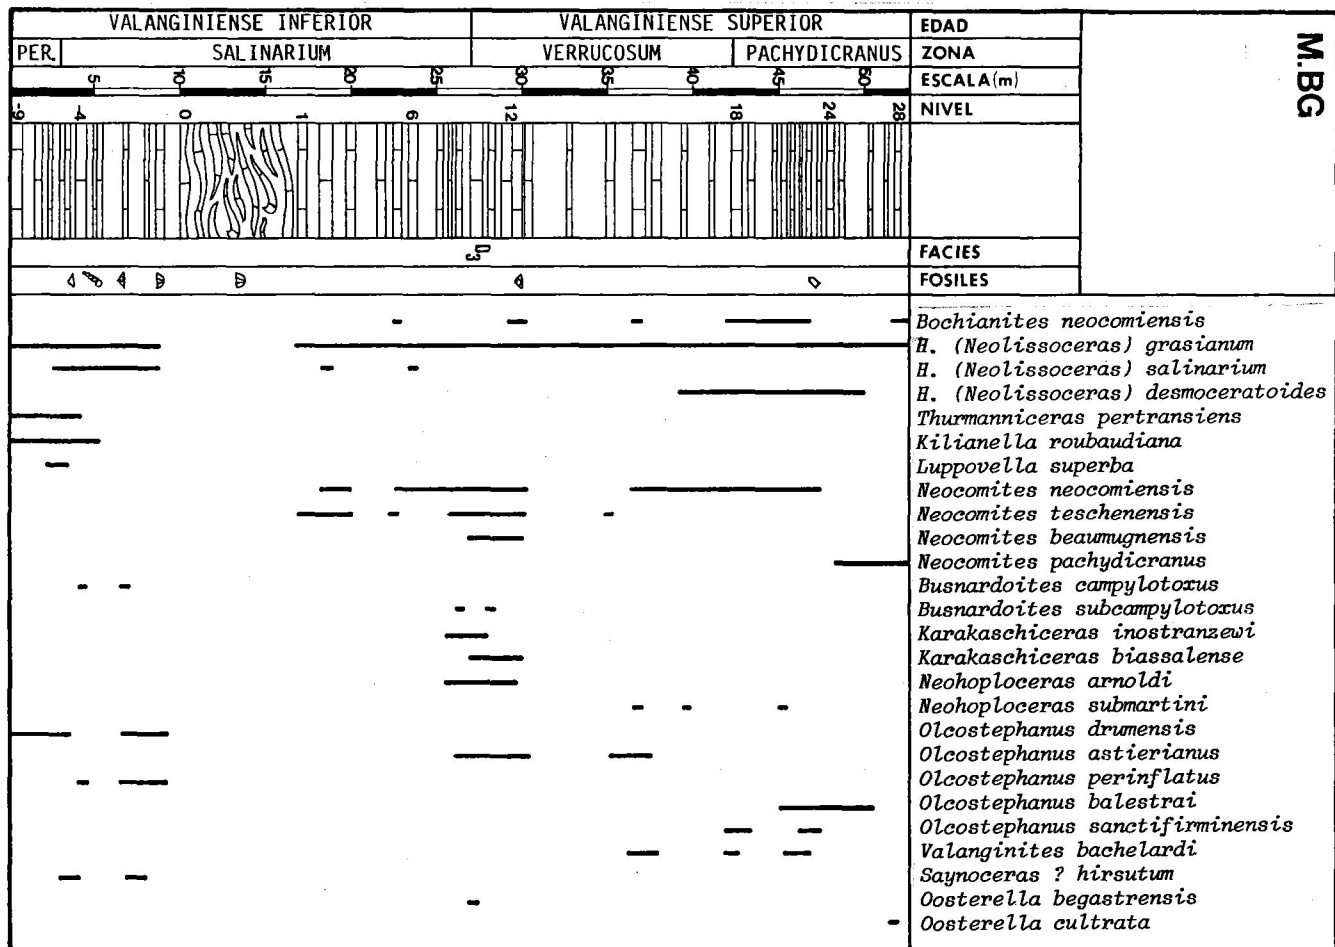 VALANGINIENSE INFERIOR VALANGINIENSE SUPERIOR EDAD
PER. SALINARIUM VERRUCOSUM PACHYDICRANUS ZONA
5 10 15 20 25 30 35 40 45 50 ESCALA(m)
-9 -4 0 1 6 12 18 24 28 NIVEL
M.BG
FACIES
FOSILES
Bochianites neocomiensis
H. (Neolissoceras) grasianum
H. (Neolissoceras) salinarium
H. (Neolissoceras) desmoceratoides
Thurmanniceras pertransiens
Kilianella roubaudiana
Luppovella superba
Neocomites neocomiensis
Neocomites teschenensis
Neocomites beaumugnensis
Neocomites pachydicranus
Busnardoites campylotoxus
Busnardoites subcampylotoxus
Karakaschiceras inostranzewi
Karakaschiceras biassalense
Neohoploceras arnoldi
Neohoploceras submartini
Olcostephanus drumensis
Olcostephanus astierianus
Olcostephanus perinflatus
Olcostephanus balestrai
Olcostephanus sanctifirminensis
Valanginites bachelardi
Saynoceras ? hirsutum
Oosterella begastrensis
Oosterella cultrata